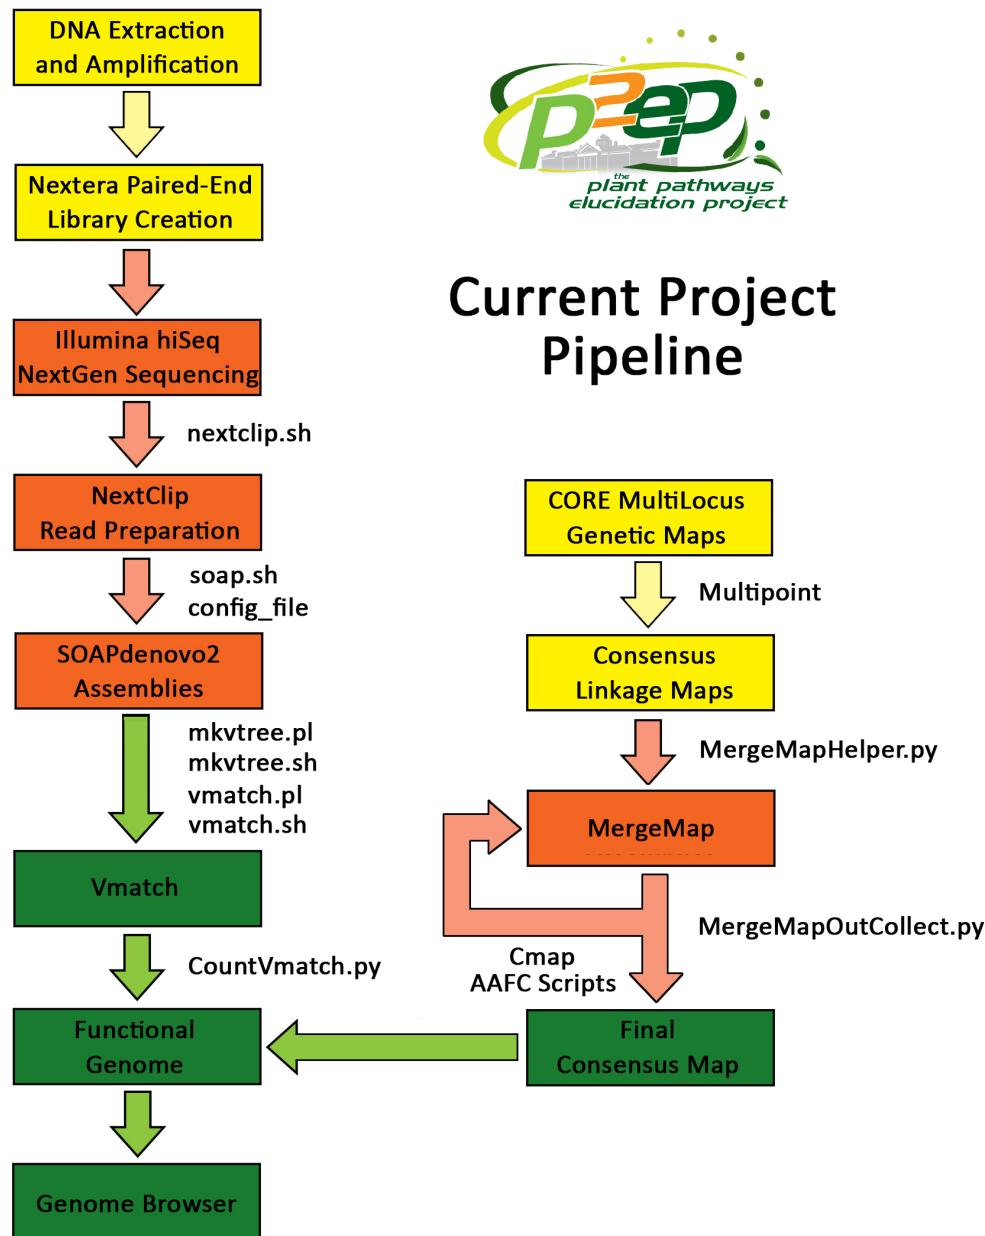 DNA Extraction
and Amplification
Nextera Paired-End
Library Creation
Illumina hiSeq
NextGen Sequencing
nextclip.sh
NextClip
Read Preparation
soap.sh
config_file
SOAPdenovo2
Assemblies
mkvtree.pl
mkvtree.sh
vmatch.pl
vmatch.sh
Vmatch
CountVmatch.py
Functional
Genome
Genome Browser
p2ep
the
plant pathways
elucidation project
Current Project
Pipeline
CORE MultiLocus
Genetic Maps
Multipoint
Consensus
Linkage Maps
MergeMapHelper.py
MergeMap
MergeMapOutCollect.py
Cmap
AAFC Scripts
Final
Consensus Map